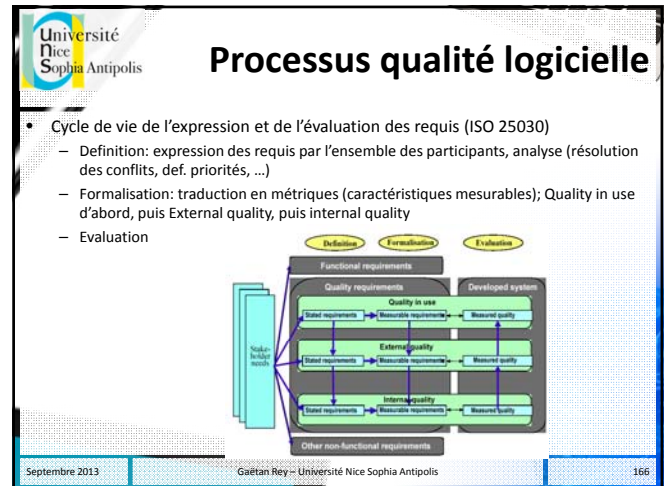 Université
Nice
Sophia Antipolis
Processus qualité logicielle
• Cycle de vie de l'expression et de l'évaluation des requis (ISO 25030)
– Definition: expression des requis par l'ensemble des participants, analyse (résolution
des conflits, def. priorités, …)
– Formalisation: traduction en métriques (caractéristiques mesurables); Quality in use
d'abord, puis External quality, puis internal quality
– Evaluation
Definition Formalisation Evaluation
Functional requirements
Quality requirements Developed system
Quality in use
Stated requirements Measurable requirements Measured quality
Stake-
holder
needs
External quality
Stated requirements Measurable requirements Measured quality
Internal quality
Stated requirements Measurable requirements Measured quality
Other non-functional requirements
Septembre 2013 Gaëtan Rey – Université Nice Sophia Antipolis 166